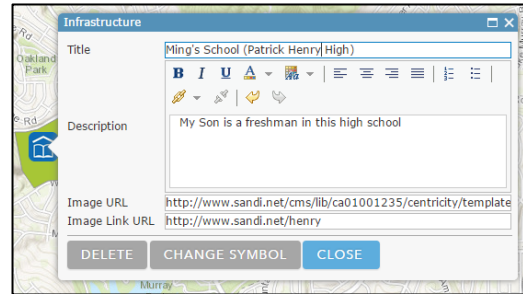 Infrastructure
Title
Ming's School (Patrick Henry High)
B I U A
Description
My Son is a freshman in this high school
Image URL
http://www.sandi.net/cms/lib/ca01001235/centricity/template
Image Link URL
http://www.sandi.net/henry
DELETE
CHANGE SYMBOL
CLOSE
Oakland
Park
Rd
e Rd
Murray